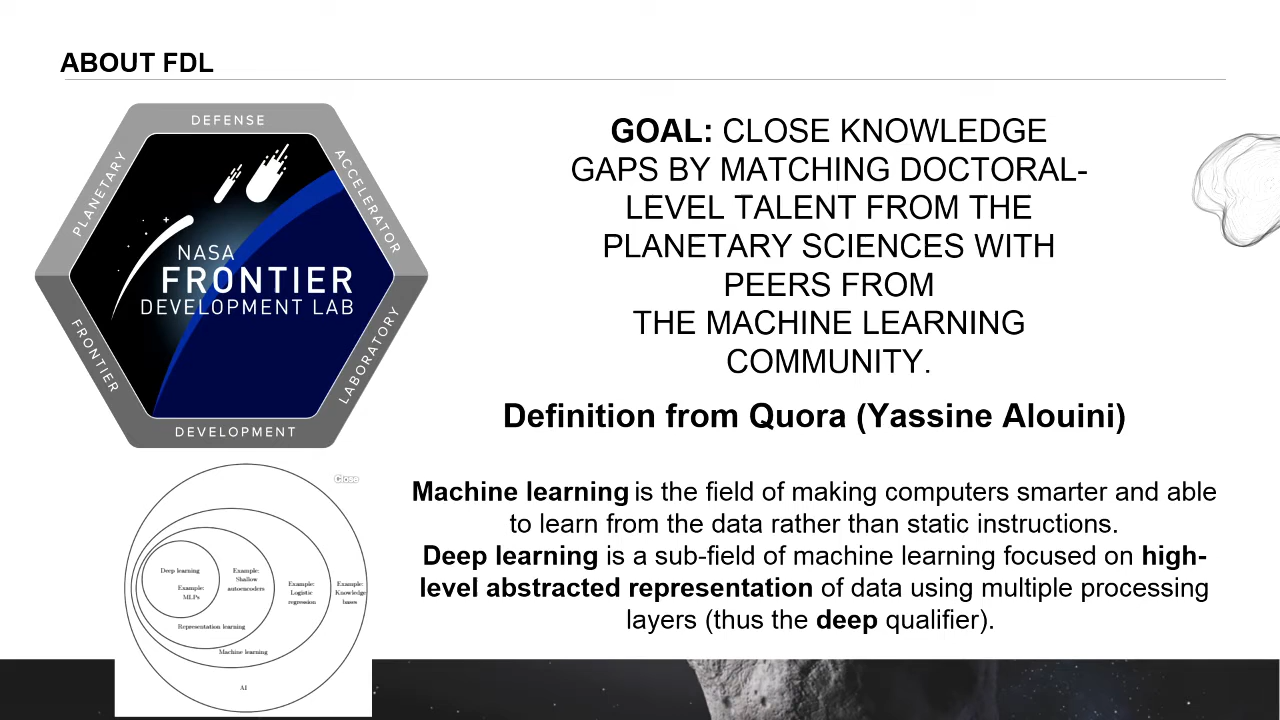 ABOUT FDL
DEFENSE
PLANETARY
ACCELERATOR
NASA
FRONTIER
DEVELOPMENT LAB
FRONTIER
LABORATORY
DEVELOPMENT
GOAL: CLOSE KNOWLEDGE
GAPS BY MATCHING DOCTORAL-
LEVEL TALENT FROM THE
PLANETARY SCIENCES WITH
PEERS FROM
THE MACHINE LEARNING
COMMUNITY.
Definition from Quora (Yassine Alouini)
Machine learning is the field of making computers smarter and able
to learn from the data rather than static instructions.
Deep learning is a sub-field of machine learning focused on high-
level abstracted representation of data using multiple processing
layers (thus the deep qualifier).
Close
Deep learning
Example:
MLPs
Example:
Shallow
autoencoders
Example:
Logistic
regression
Example:
Knowledge
bases
Representation learning
Machine learning
AI